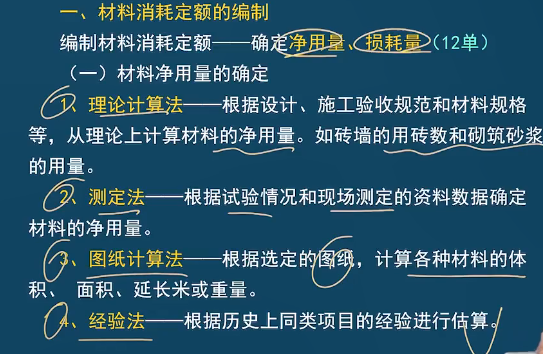 一、材料消耗定额的编制
编制材料消耗定额——确定净用量、损耗量（12单）
（一）材料净用量的确定
1、理论计算法——根据设计、施工验收规范和材料规格
等，从理论上计算材料的净用量。如砖墙的用砖数和砌筑砂浆
的用量。
2、测定法——根据试验情况和现场测定的资料数据确定
材料的净用量。
3、图纸计算法——根据选定的图纸，计算各种材料的体
积、 面积、延长米或重量。
4、经验法——根据历史上同类项目的经验进行估算。